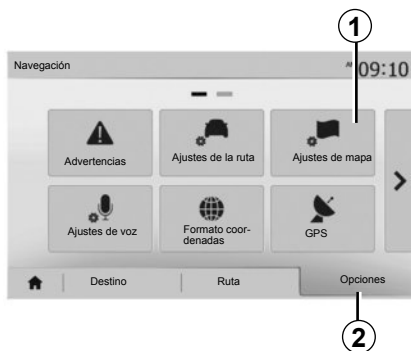 1
Navegación
09:10
Advertencias
Ajustes de la ruta
Ajustes de mapa
Ajustes de voz
Formato coor-
denadas
GPS
Destino
Ruta
Opciones
2